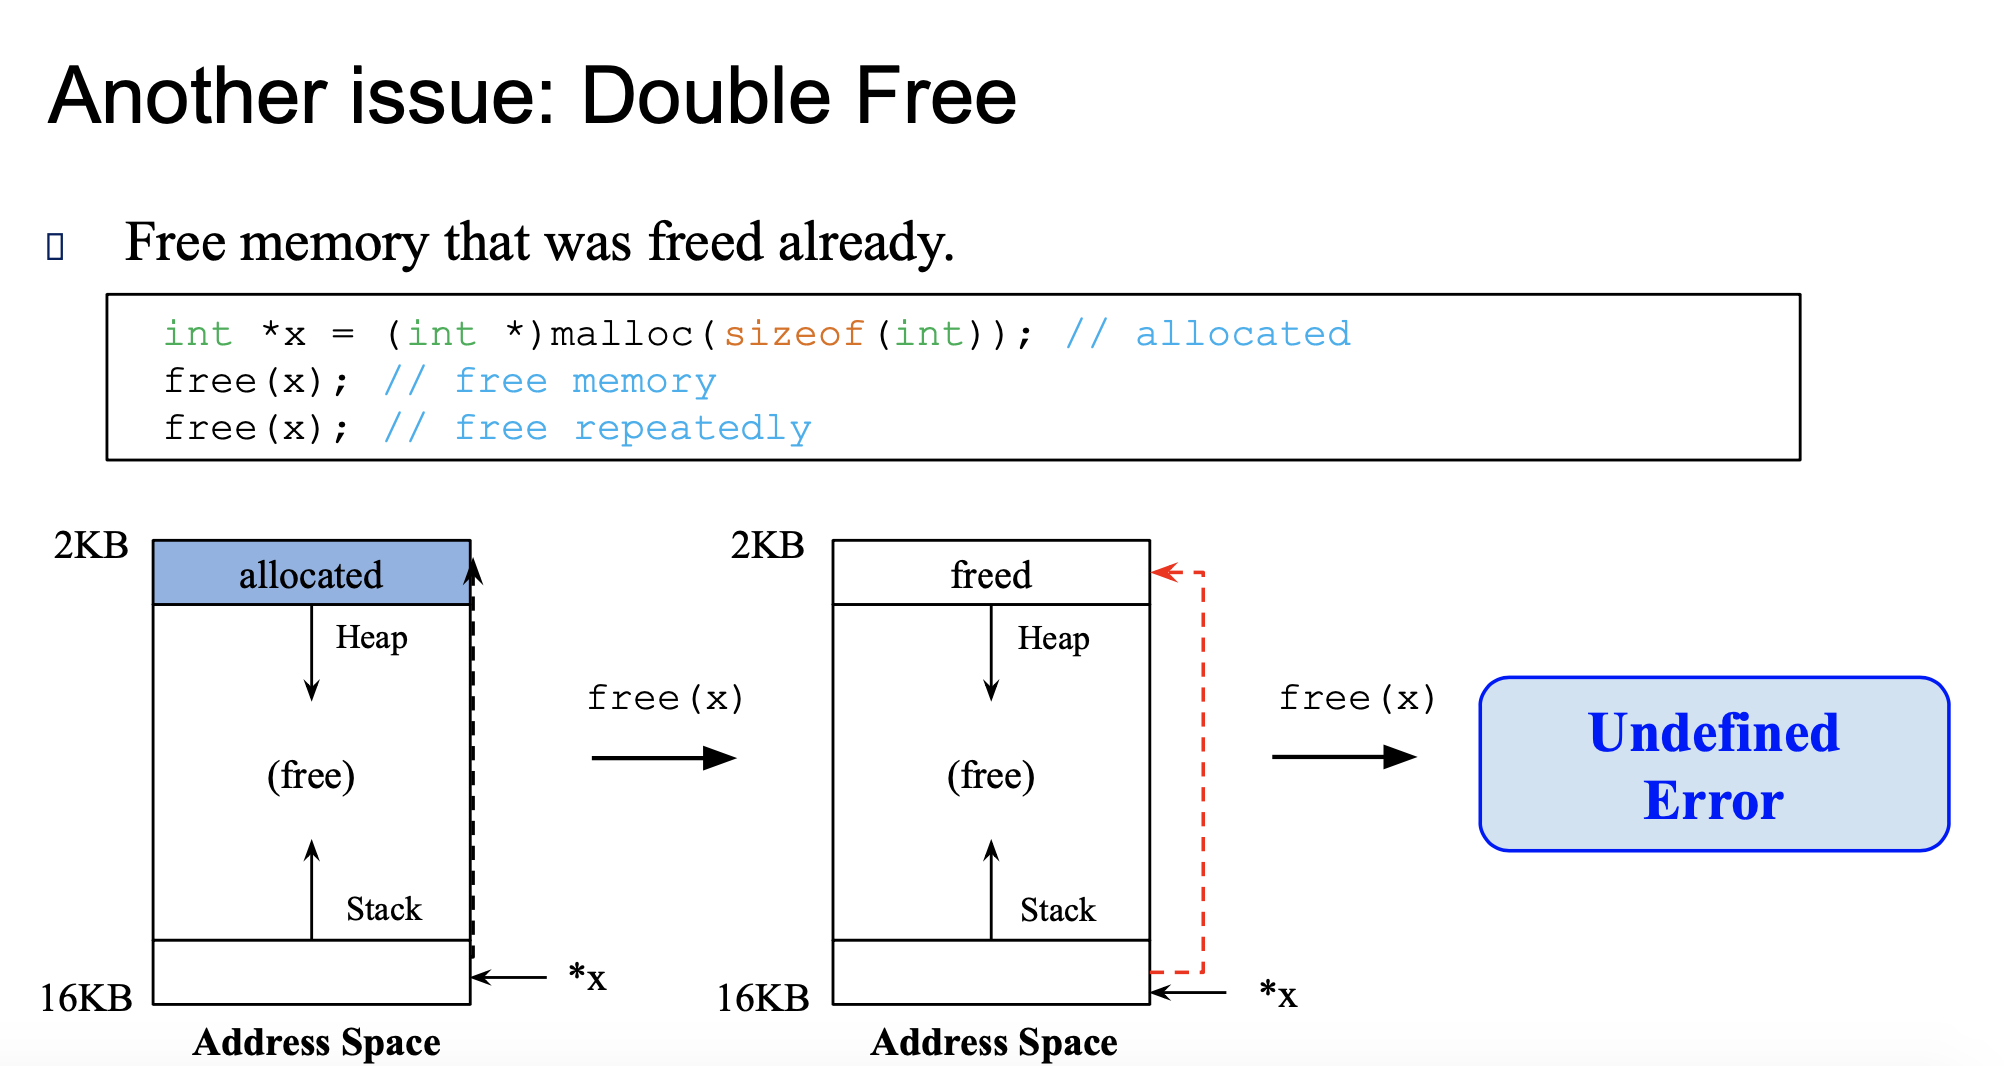 Another issue: Double Free
Free memory that was freed already.
int *x = (int *)malloc(sizeof(int)); // allocated
free(x); // free memory
free(x); // free repeatedly
2KB
allocated
Heap
(free)
Stack
*x
16KB
Address Space
free(x)
2KB
freed
Heap
(free)
Stack
*x
16KB
Address Space
free(x)
Undefined
Error